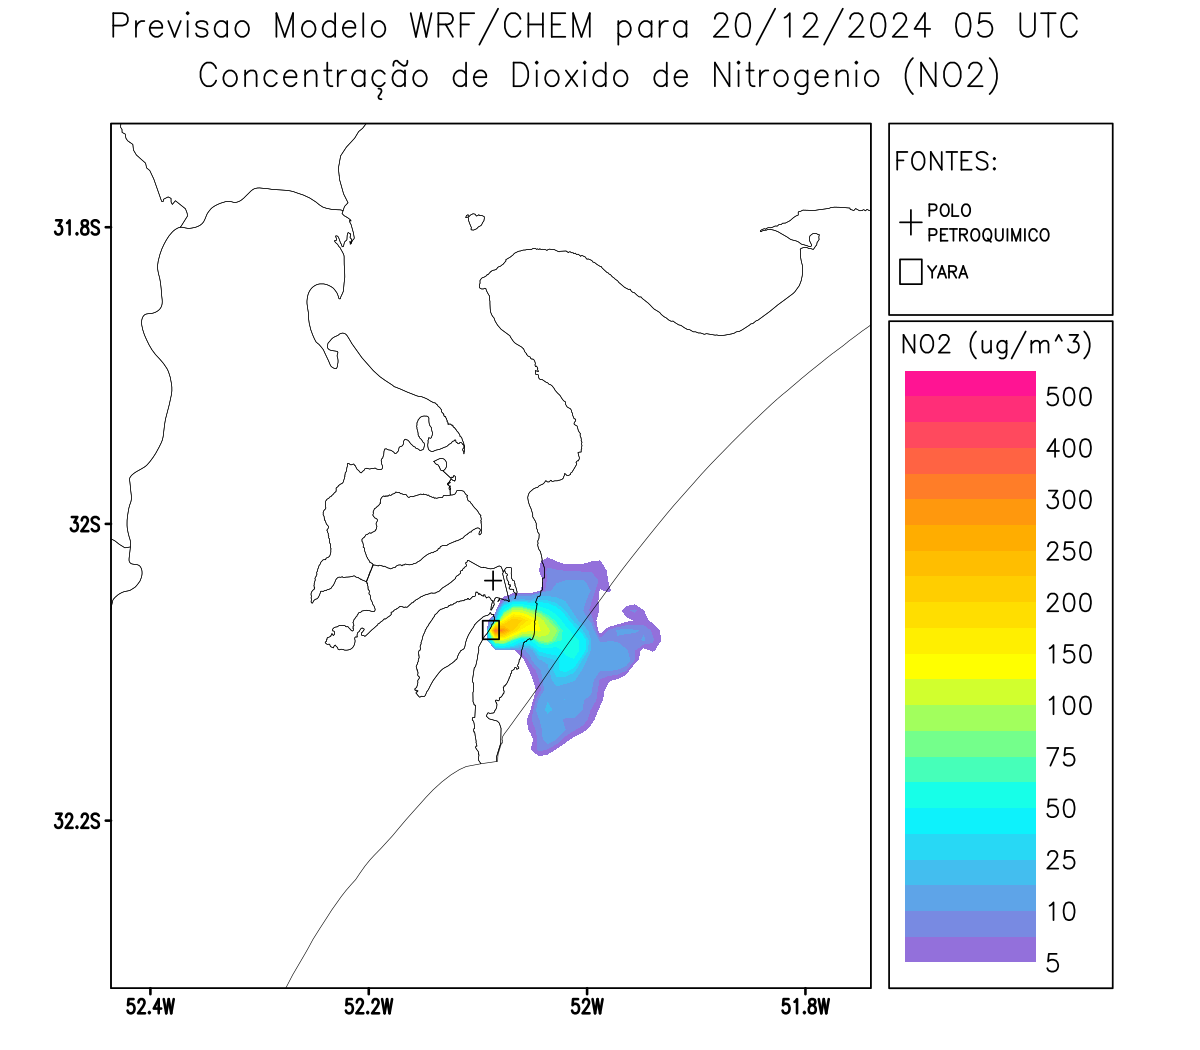 Previsao Modelo WRF/CHEM para 20/12/2024 05 UTC
Concentração de Dioxido de Nitrogenio (NO2)
FONTES:
POLO
PETROQUIMICO
YARA
NO2 (ug/m^3)
500
400
300
250
200
150
100
75
50
25
10
5
31.8S
32S
32.2S
52.4W
52.2W
52W
51.8W